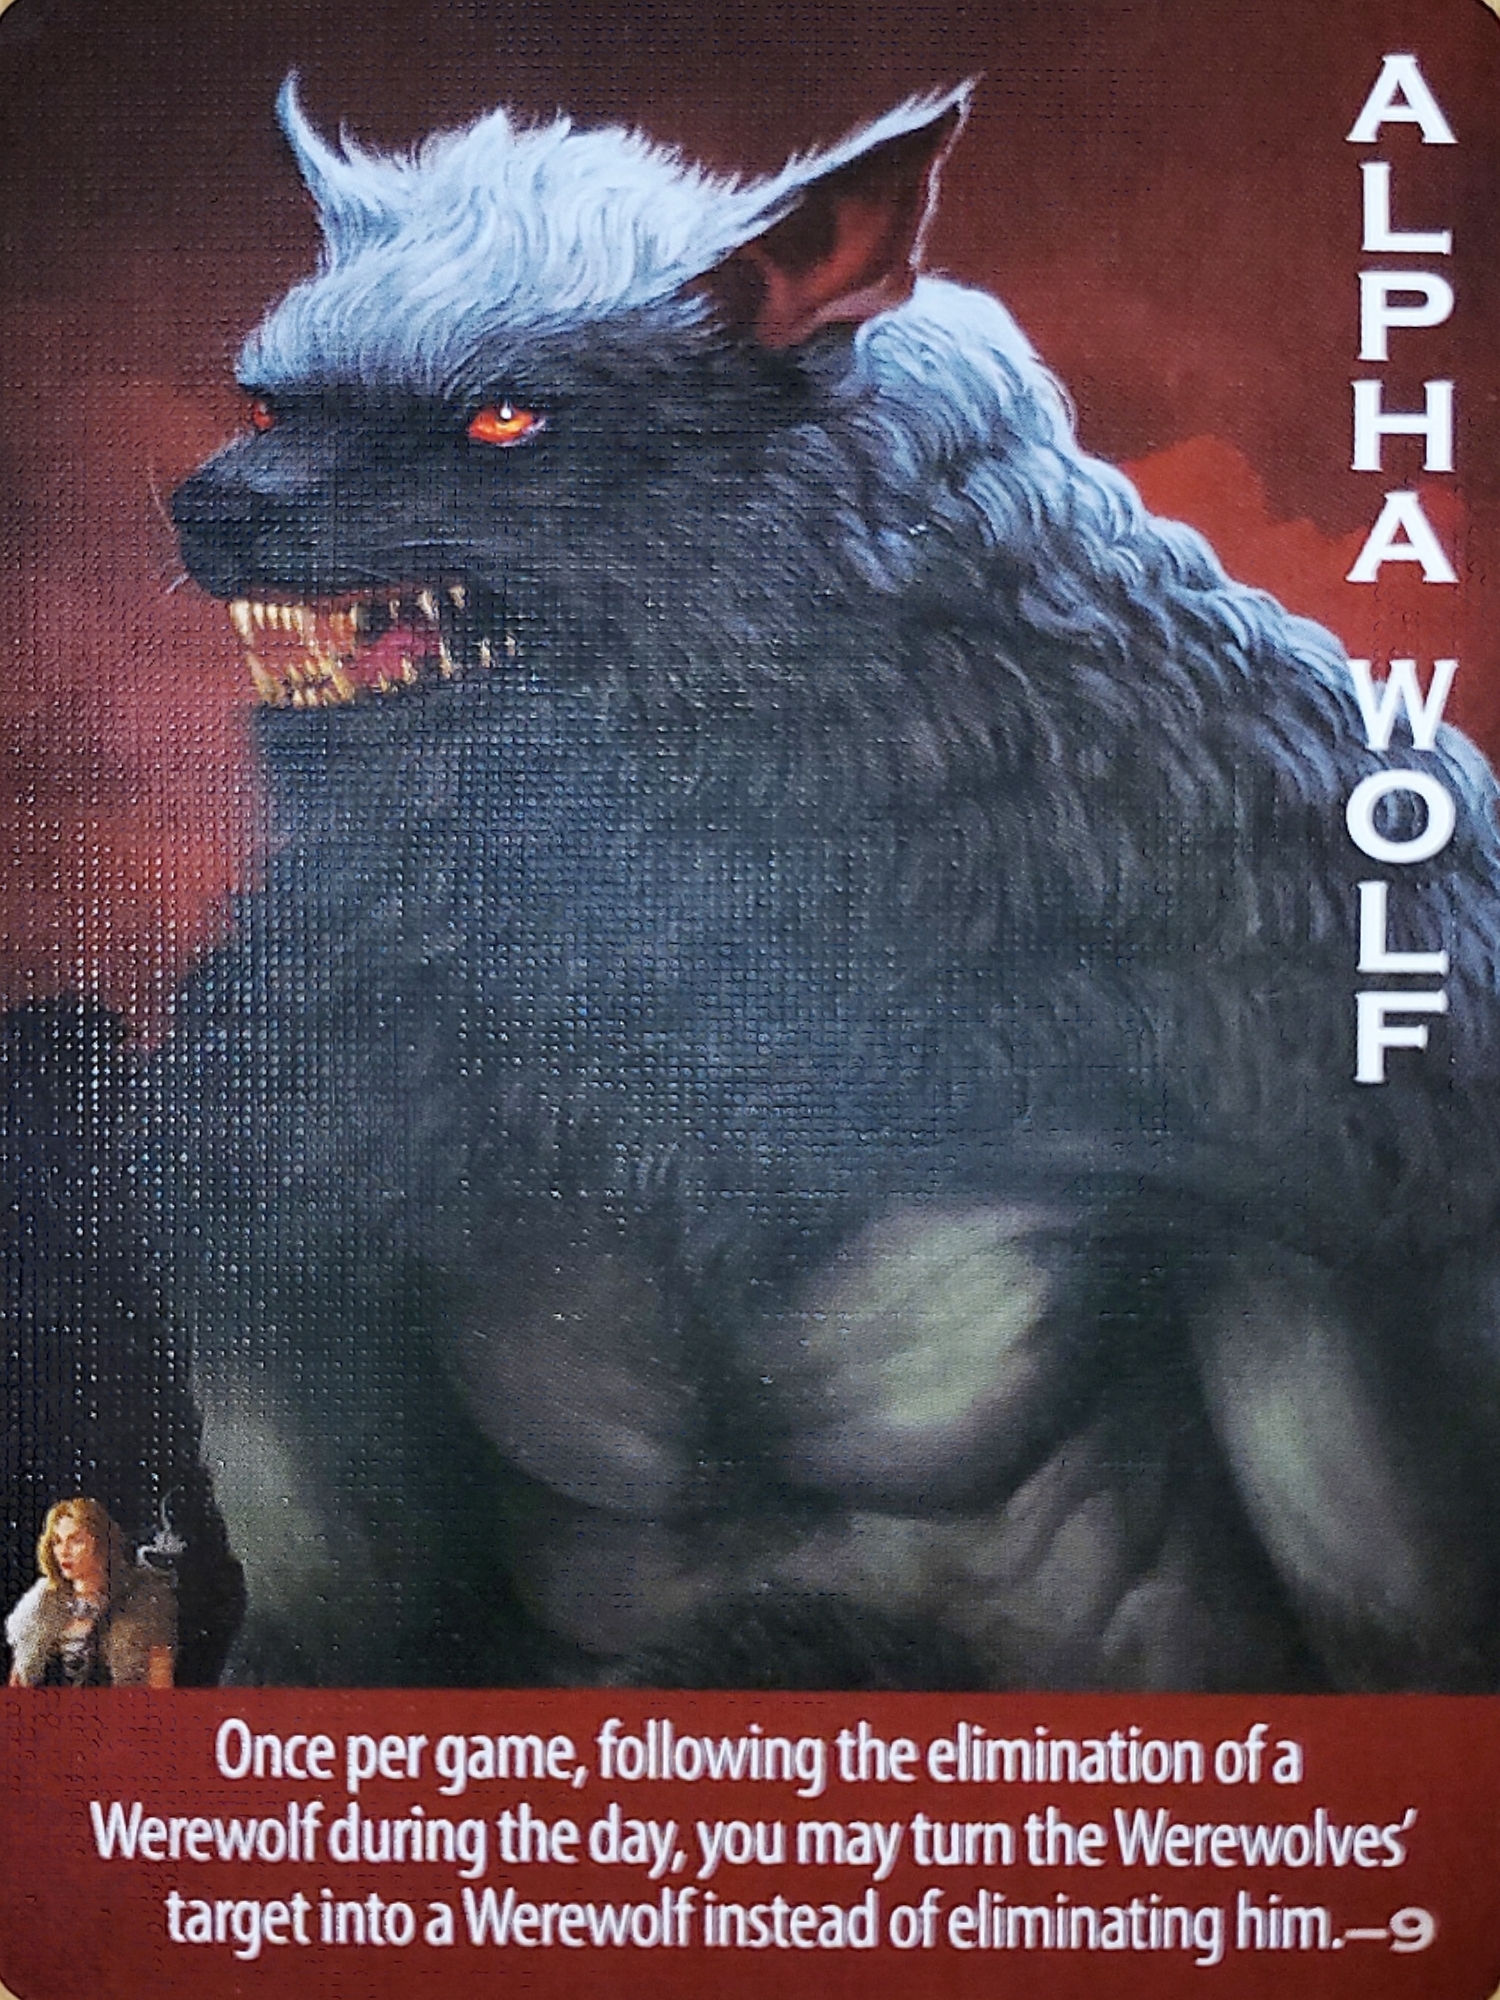 ALPHA WOLF
Once per game, following the elimination of a
Werewolf during the day, you may turn the Werewolves'
target into a Werewolf instead of eliminating him.
–9